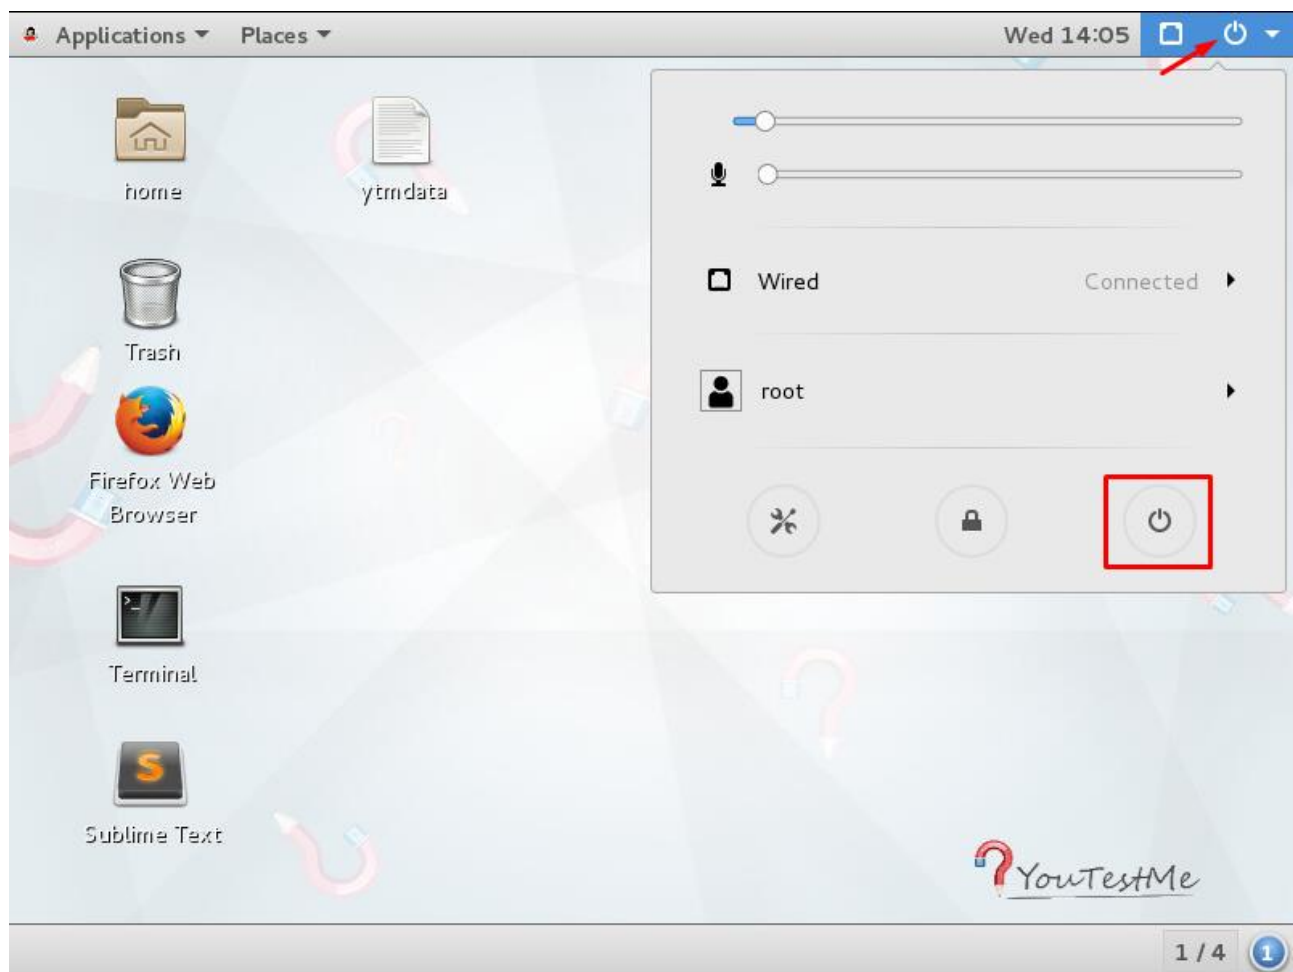 Applications Places Wed 14:05
home
ytmdata
Wired Connected
Trash
root
Firefox Web
Browser
Terminal
S
Sublime Text
YouTestMe
1 / 4 1